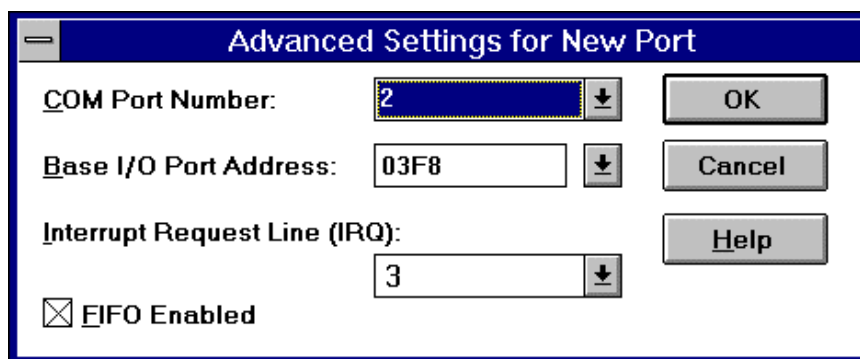 Advanced Settings for New Port
COM Port Number: 2 OK
Base I/O Port Address: 03F8 Cancel
Interrupt Request Line (IRQ): Help
3
FIFO Enabled